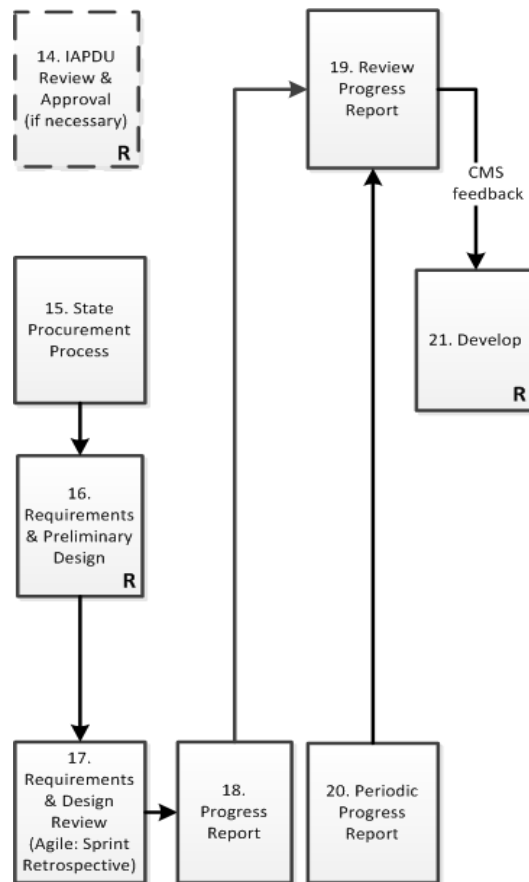 14. IAPDU
Review &
Approval
(if necessary)
R
19. Review
Progress
Report
CMS
feedback
15. State
Procurement
Process
21. Develop
R
16.
Requirements
& Preliminary
Design
R
17.
Requirements
& Design
Review
(Agile: Sprint
Retrospective)
18.
Progress
Report
20. Periodic
Progress
Report